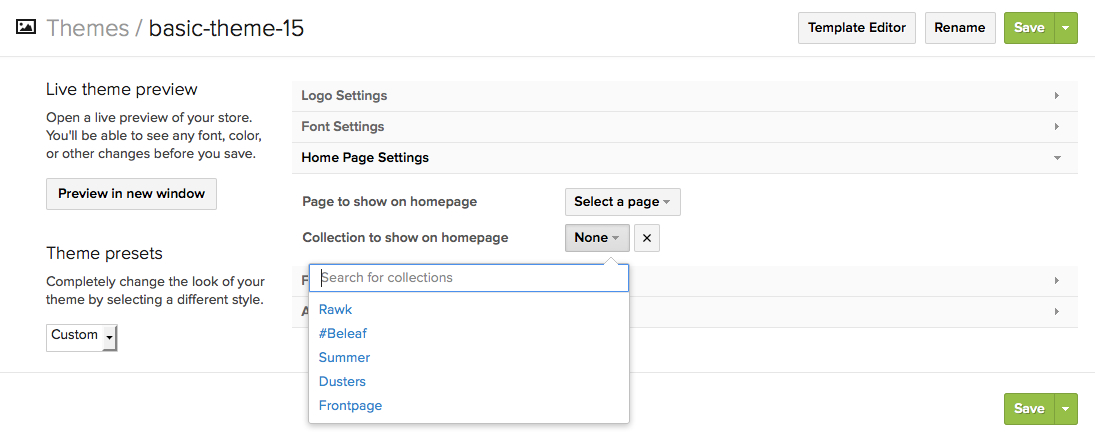 Themes / basic-theme-15
Template Editor
Rename
Save
Live theme preview
Open a live preview of your store.
You'll be able to see any font, color,
or other changes before you save.
Preview in new window
Theme presets
Completely change the look of your
theme by selecting a different style.
Custom
Logo Settings
Font Settings
Home Page Settings
Page to show on homepage
Select a page
Collection to show on homepage
None
×
Search for collections
Rawk
#Beleaf
Summer
Dusters
Frontpage
F
A
Save